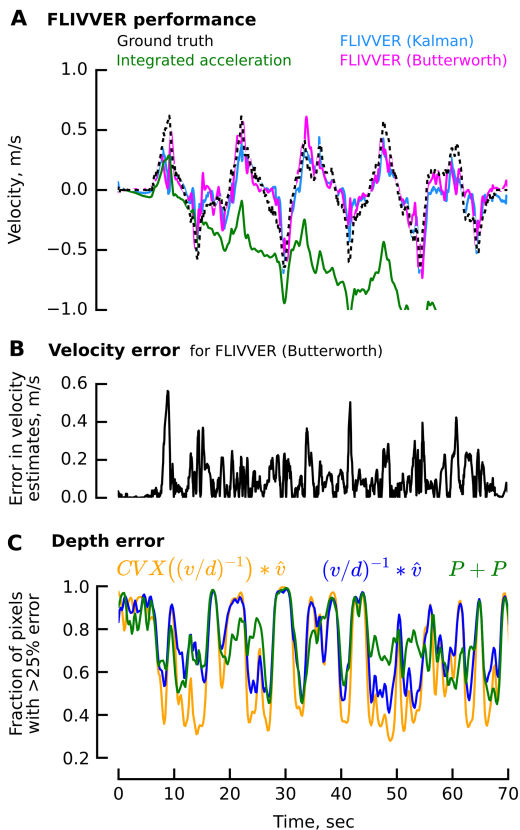 A FLIVVER performance
Ground truth FLIVVER (Kalman)
Integrated acceleration FLIVVER (Butterworth)
1.0
0.5
0.0
−0.5
−1.0
Velocity, m/s
B Velocity error for FLIVVER (Butterworth)
0.6
0.4
0.2
0.0
Error in velocity
estimates, m/s
C Depth error
CVX((v/d)⁻¹) * v̂ (v/d)⁻¹ * v̂ P + P
1.0
0.8
0.6
0.4
0.2
Fraction of pixels
with >25% error
0 10 20 30 40 50 60 70
Time, sec